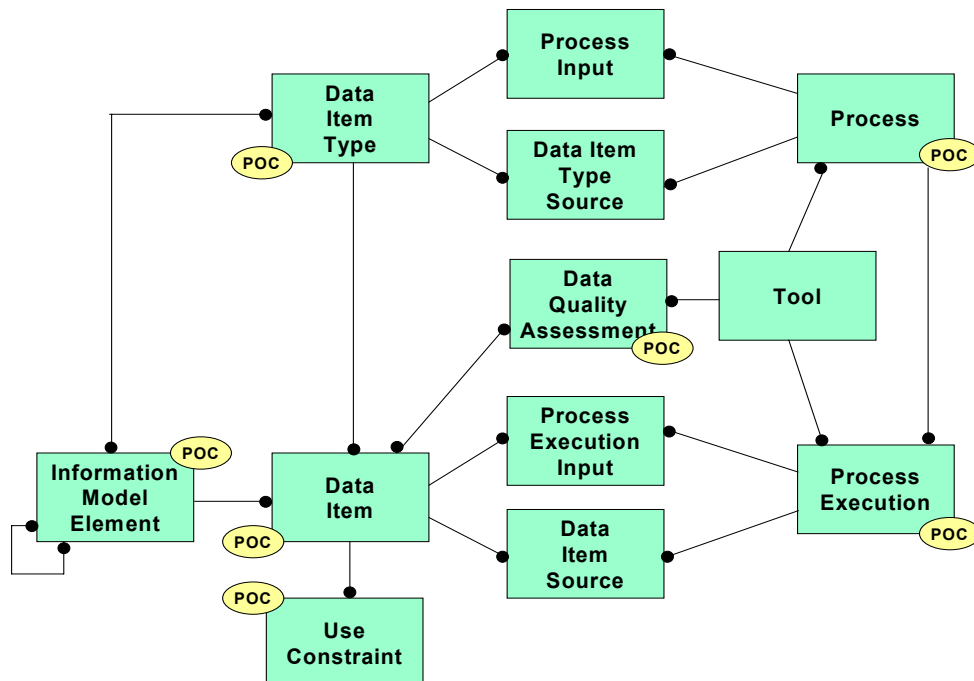 Process
Input
Data
Item
Type
POC
Process
POC
Data Item
Type
Source
Data
Quality
Assessment
POC
Tool
Process
Execution
Input
POC
Information
Model
Element
Data
Item
POC
Process
Execution
POC
Data
Item
Source
POC
Use
Constraint